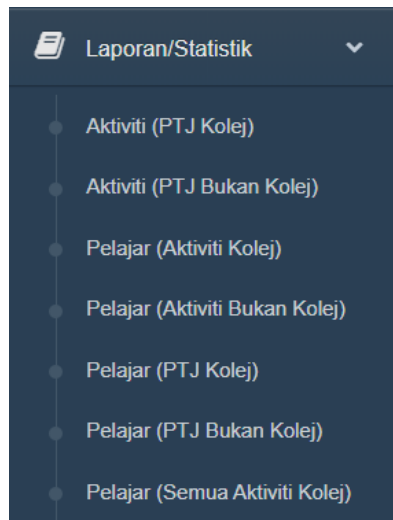 Laporan/Statistik
Aktiviti (PTJ Kolej)
Aktiviti (PTJ Bukan Kolej)
Pelajar (Aktiviti Kolej)
Pelajar (Aktiviti Bukan Kolej)
Pelajar (PTJ Kolej)
Pelajar (PTJ Bukan Kolej)
Pelajar (Semua Aktiviti Kolej)